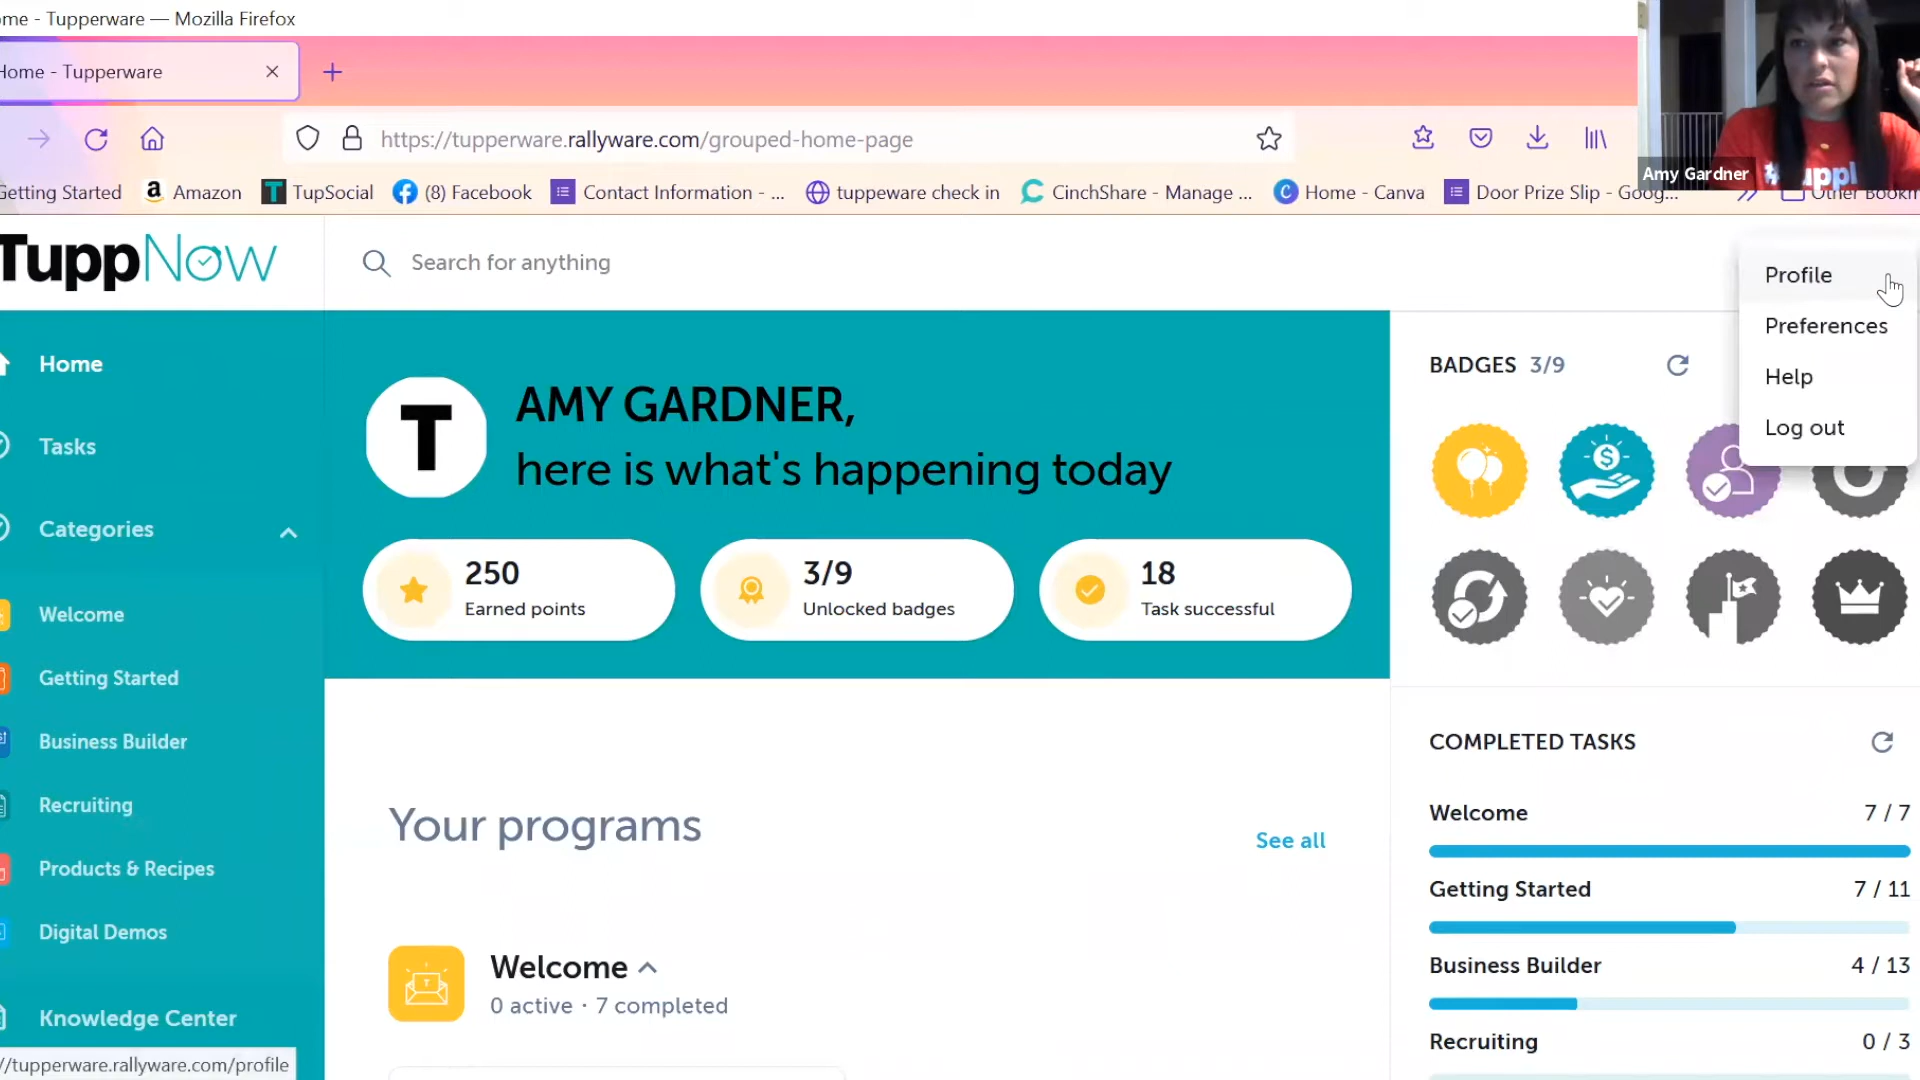 ome - Tupperware — Mozilla Firefox
Home - Tupperware
https://tupperware.rallyware.com/grouped-home-page
Getting Started
Amazon
TupSocial
(8) Facebook
Contact Information - ...
tuppeware check in
CinchShare - Manage ...
Home - Canva
Door Prize Slip - Goog...
Other Bookm
Amy Gardner
uppl
TuppNow
Search for anything
Profile
Preferences
Help
Log out
Home
Tasks
Categories
Welcome
Getting Started
Business Builder
Recruiting
Products & Recipes
Digital Demos
Knowledge Center
//tupperware.rallyware.com/profile
T
AMY GARDNER,
here is what's happening today
250
Earned points
3/9
Unlocked badges
18
Task successful
Your programs
See all
T
Welcome
0 active · 7 completed
BADGES 3/9
$
COMPLETED TASKS
Welcome 7 / 7
Getting Started 7 / 11
Business Builder 4 / 13
Recruiting 0 / 3